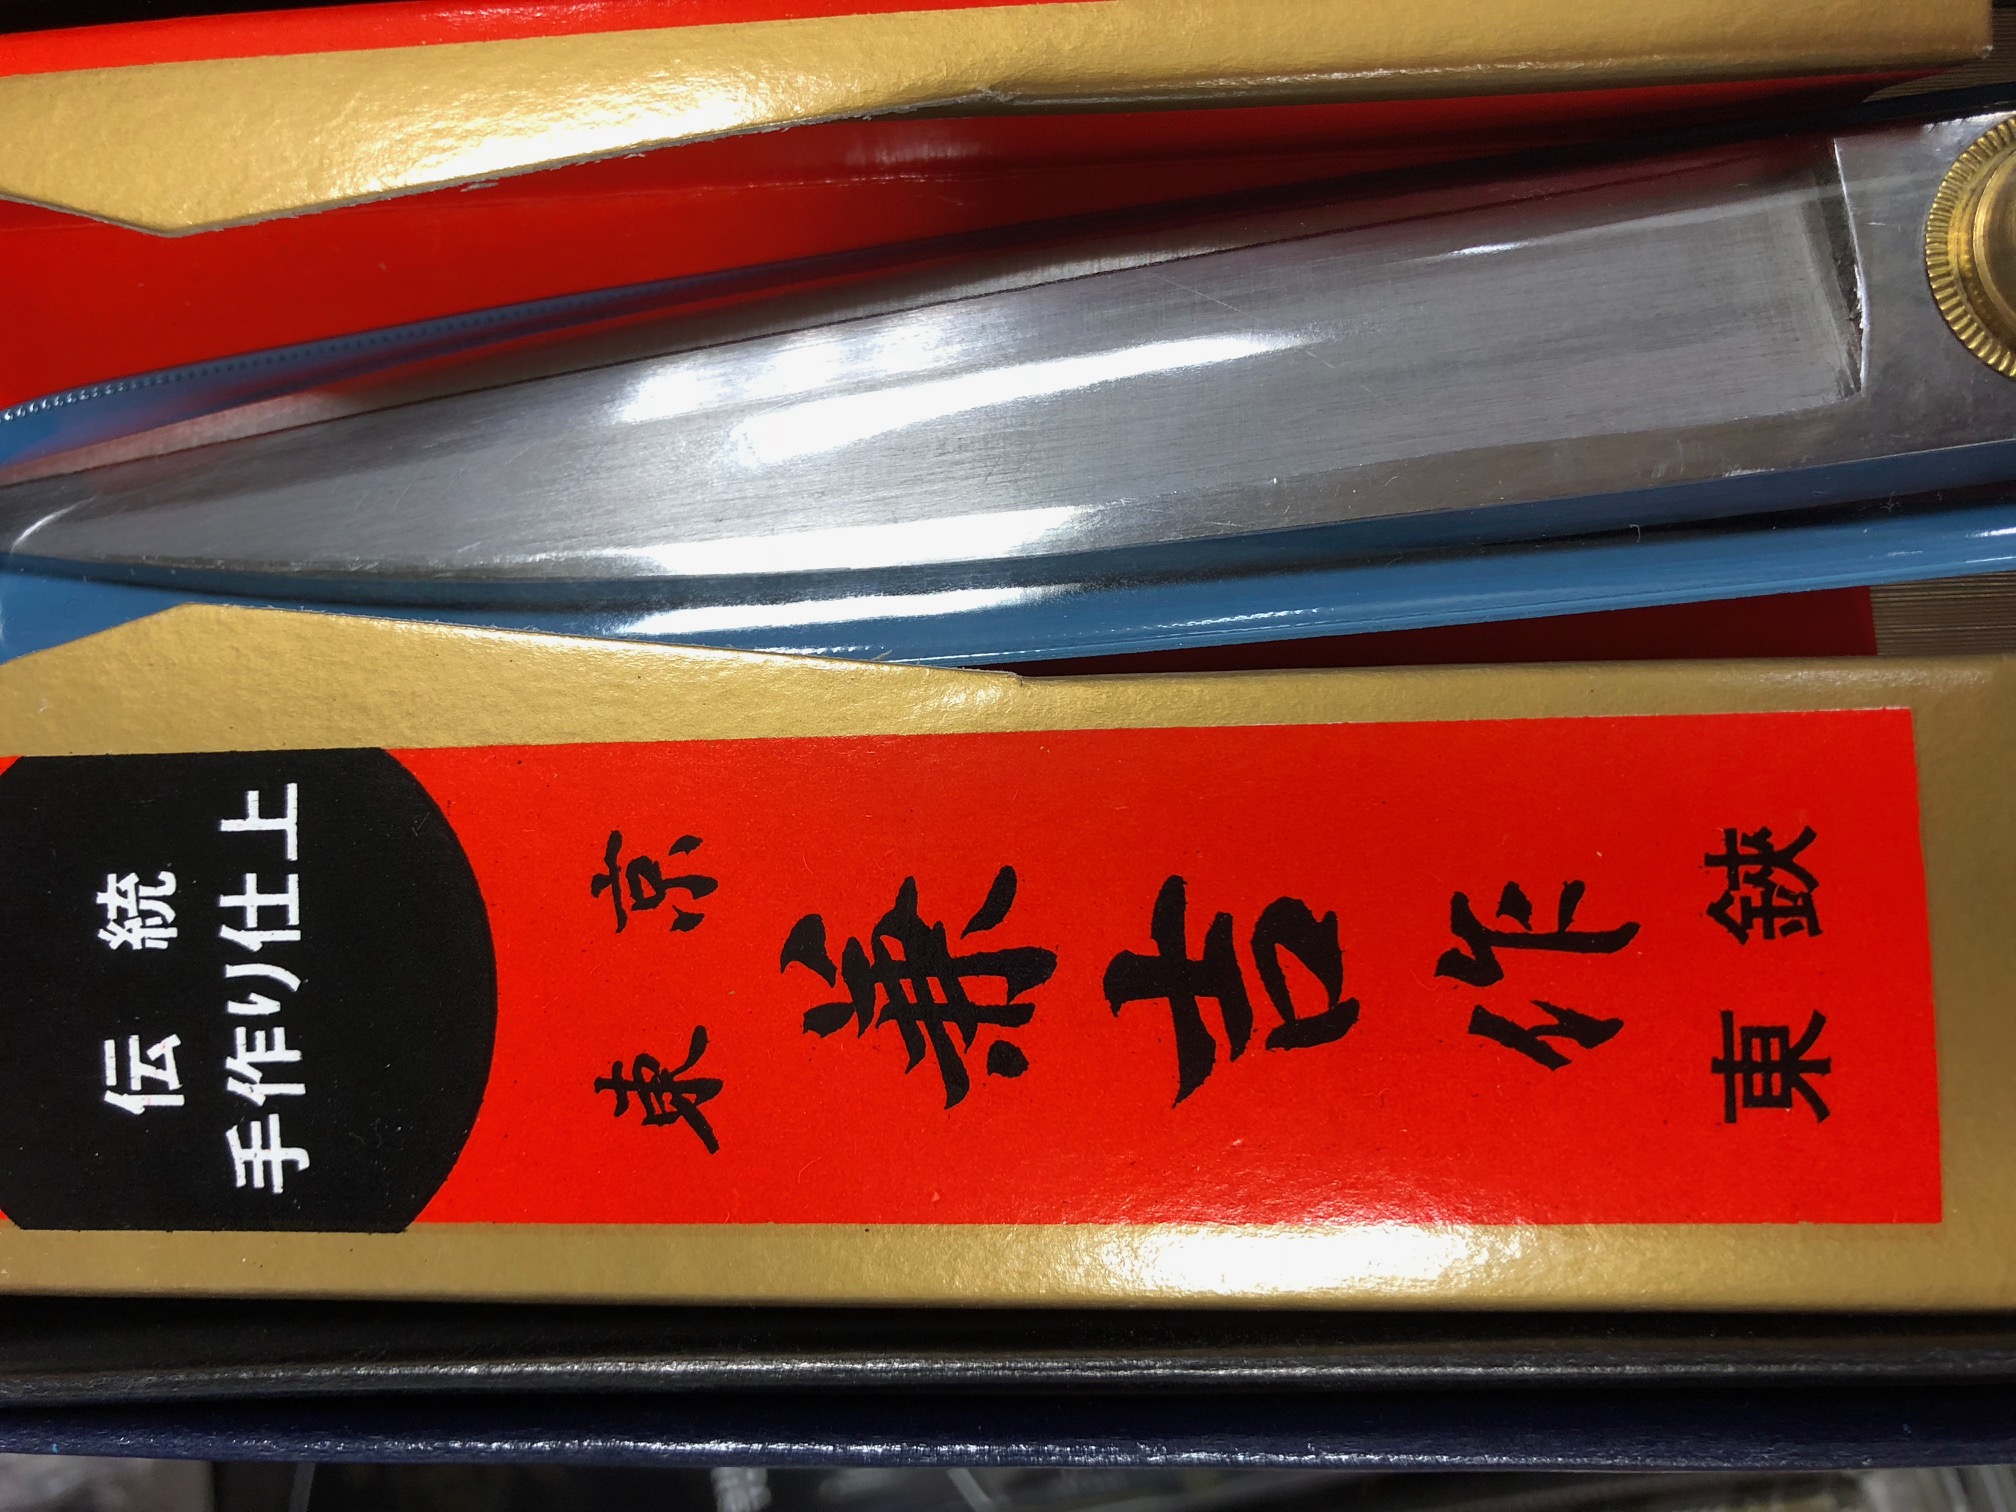 伝統
手作り仕上
東京
兼吉作
東鋏